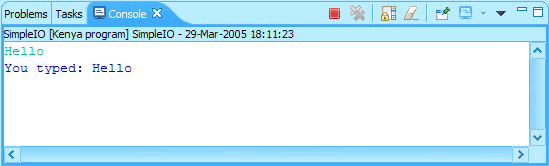 Problems Tasks Console
SimpleIO [Kenya program] SimpleIO - 29-Mar-2005 18:11:23
Hello
You typed: Hello